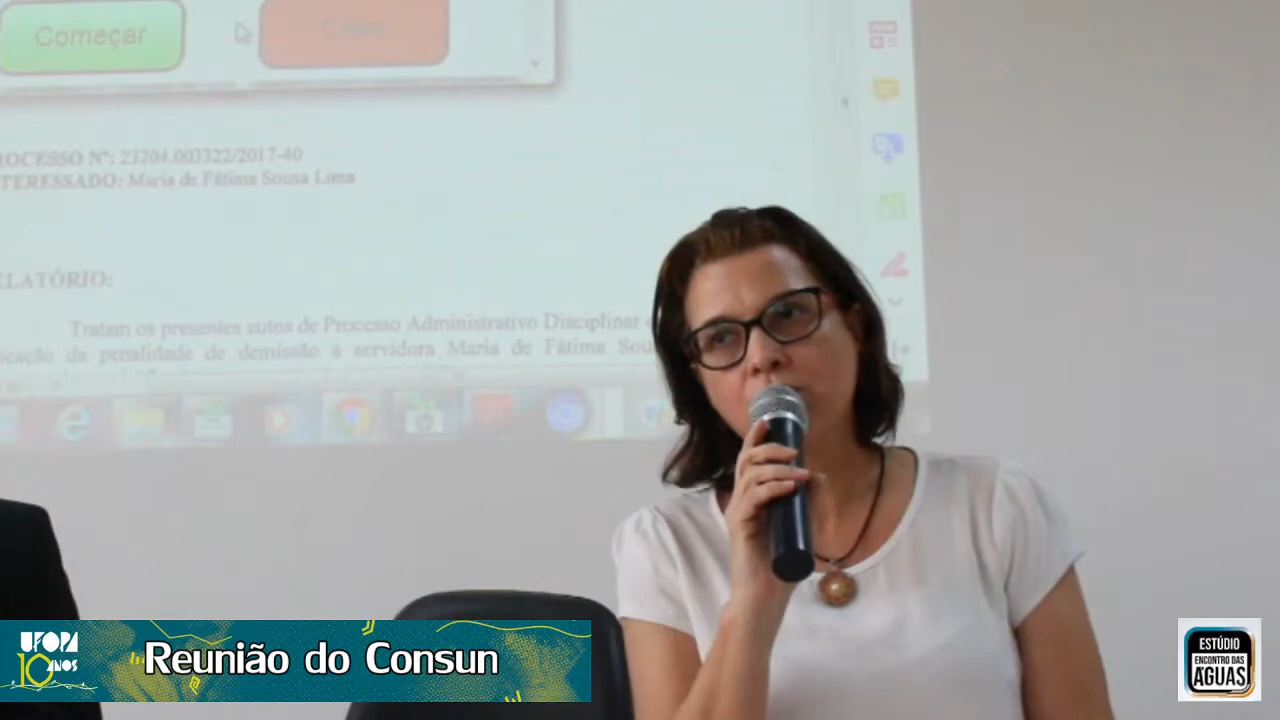 Começar
ROCESSO Nº: 23204.003322/2017-40
TERESSADO: Maria de Fátima Sousa Lima
ELATÓRIO:
Tratam os presentes autos de Processo Administrativo Disciplinar
icação da penalidade de demissão à servidora Maria de Fátima Sou
UFOPA
10 ANOS
Reunião do Consun
ESTÚDIO
ENCONTRO DAS
ÁGUAS